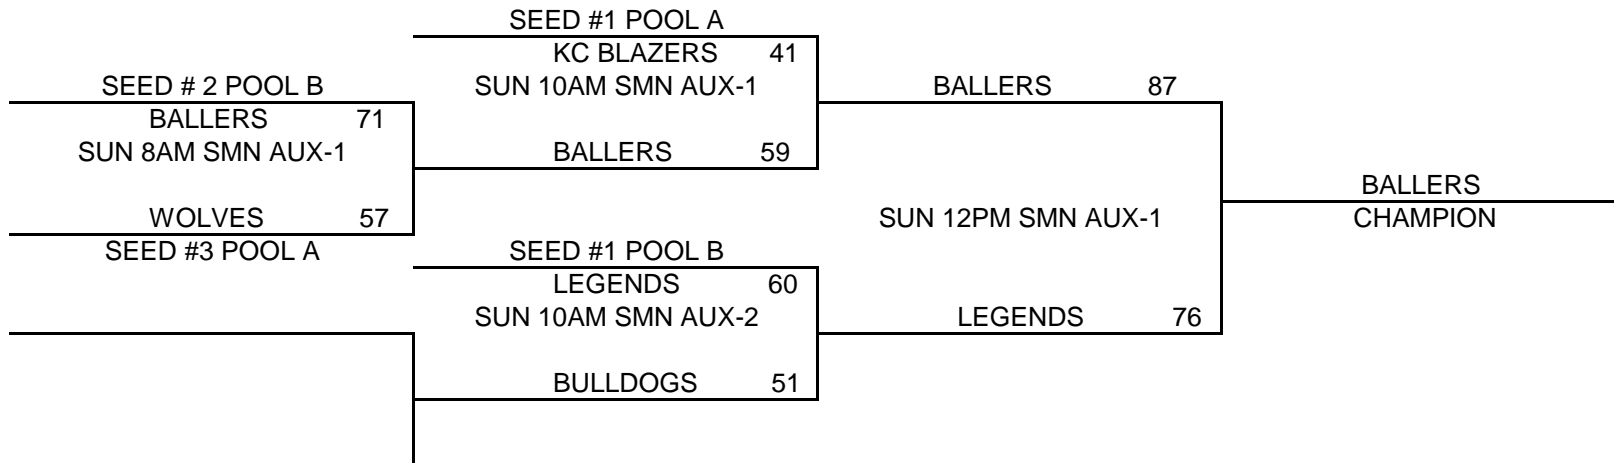 SEED #1 POOL A
KC BLAZERS 41
SEED # 2 POOL B
SUN 10AM SMN AUX-1
BALLERS 87
BALLERS 71
SUN 8AM SMN AUX-1
BALLERS 59
BALLERS
WOLVES 57
SUN 12PM SMN AUX-1
CHAMPION
SEED #3 POOL A
SEED #1 POOL B
LEGENDS 60
SUN 10AM SMN AUX-2
LEGENDS 76
BULLDOGS 51